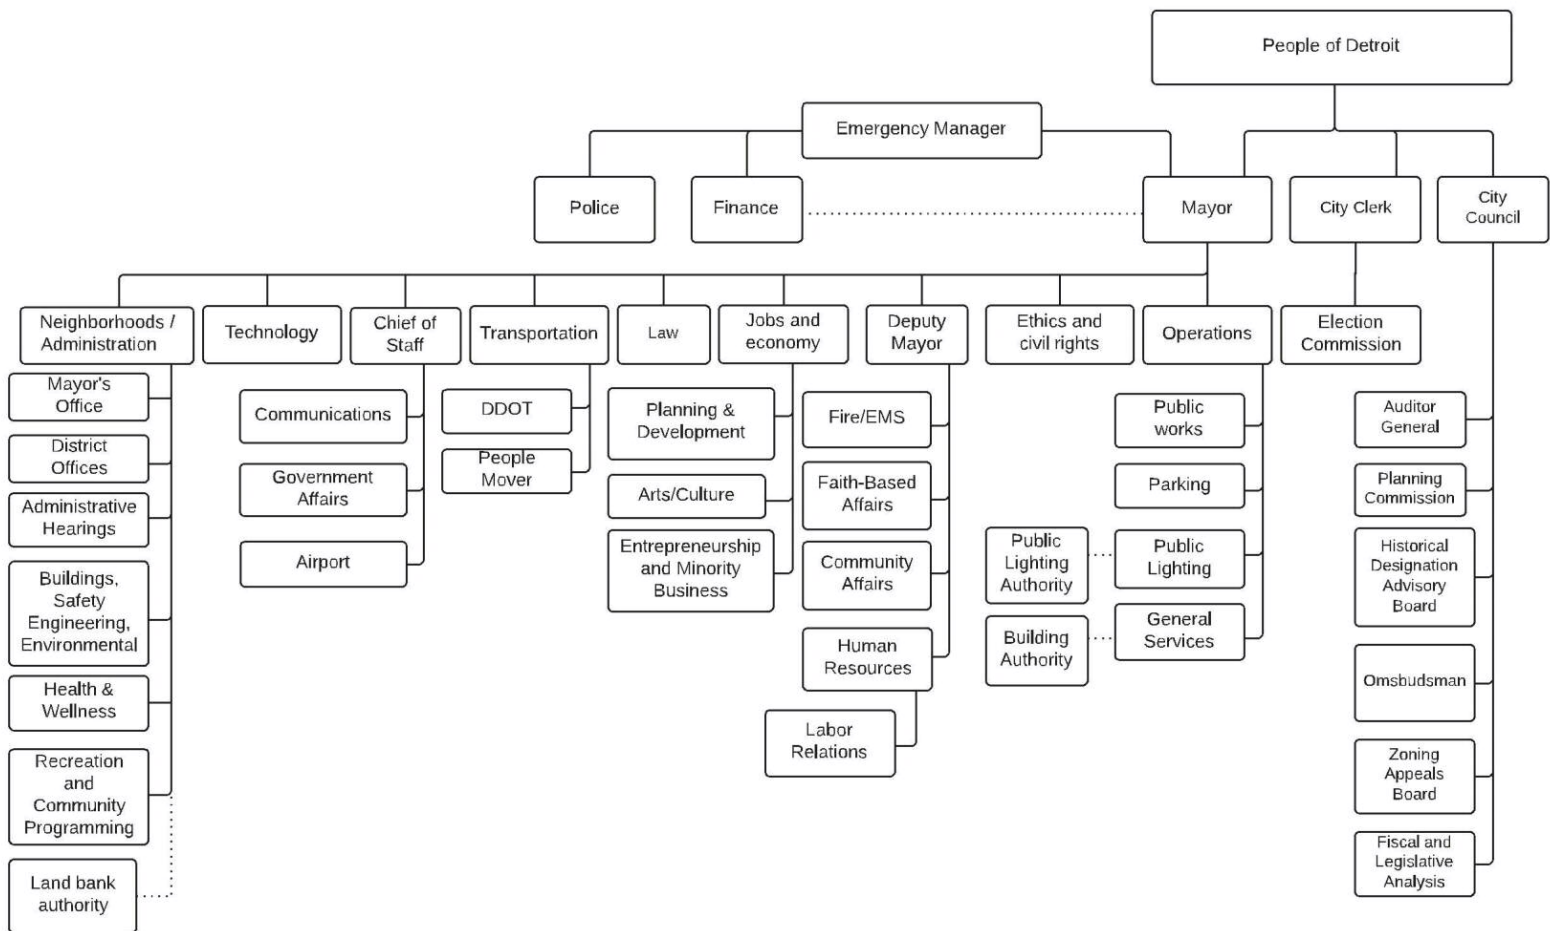 People of Detroit
Emergency Manager
Police
Finance
Mayor
City Clerk
City
Council
Neighborhoods /
Administration
Technology
Chief of
Staff
Transportation
Law
Jobs and
economy
Deputy
Mayor
Ethics and
civil rights
Operations
Election
Commission
Mayor's
Office
District
Offices
Administrative
Hearings
Buildings,
Safety
Engineering,
Environmental
Health &
Wellness
Recreation
and
Community
Programming
Land bank
authority
Communications
Government
Affairs
Airport
DDOT
People
Mover
Planning &
Development
Arts/Culture
Entrepreneurship
and Minority
Business
Fire/EMS
Faith-Based
Affairs
Community
Affairs
Human
Resources
Labor
Relations
Public
works
Parking
Public
Lighting
Authority
Public
Lighting
Building
Authority
General
Services
Auditor
General
Planning
Commission
Historical
Designation
Advisory
Board
Omsbudsman
Zoning
Appeals
Board
Fiscal and
Legislative
Analysis